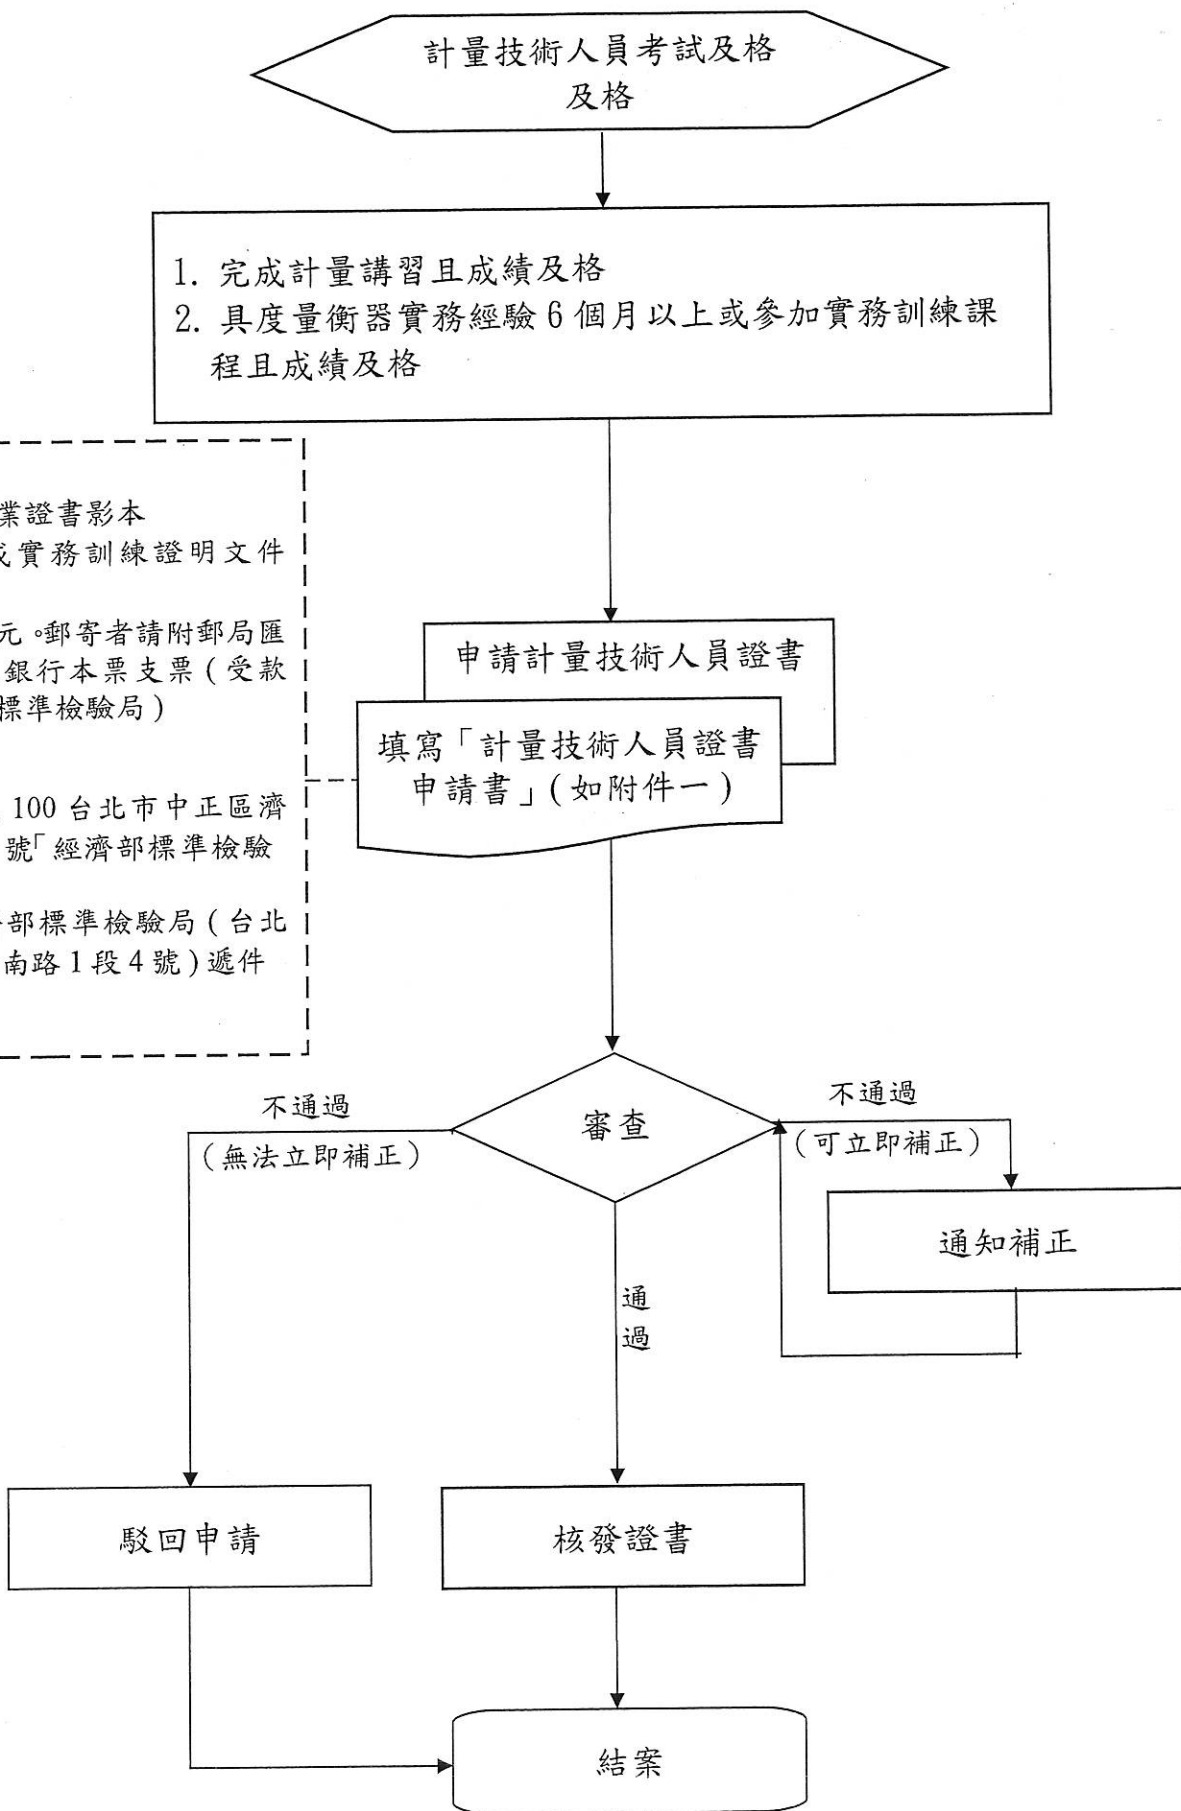 計量技術人員考試及格
及格
1. 完成計量講習且成績及格
2. 具度量衡器實務經驗6個月以上或參加實務訓練課
程且成績及格
業證書影本
或實務訓練證明文件
元。郵寄者請附郵局匯
銀行本票支票(受款
標準檢驗局)
100台北市中正區濟
號「經濟部標準檢驗
部標準檢驗局(台北
南路1段4號)遞件
申請計量技術人員證書
填寫「計量技術人員證書
申請書」(如附件一)
審查
不通過
(無法立即補正)
不通過
(可立即補正)
通知補正
通
過
駁回申請
核發證書
結案